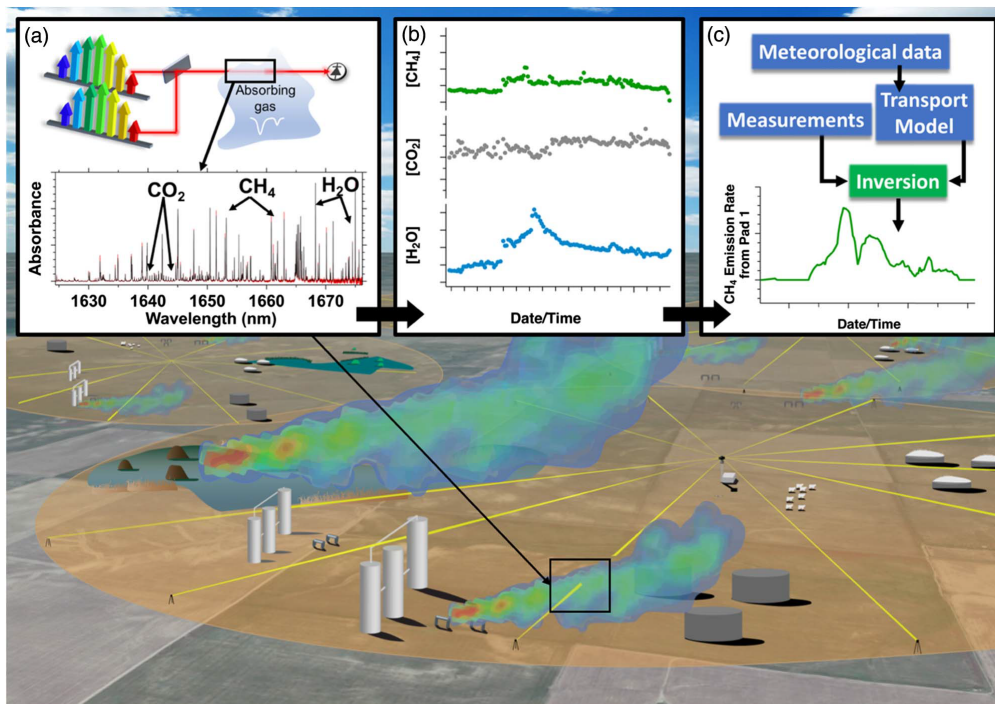 (a)
Absorbing
gas
CO₂
CH₄
H₂O
Absorbance
1630 1640 1650 1660 1670
Wavelength (nm)
(b)
[CH₄]
[CO₂]
[H₂O]
Date/Time
(c)
Meteorological data
Measurements
Transport
Model
Inversion
CH₄ Emission Rate
from Pad 1
Date/Time